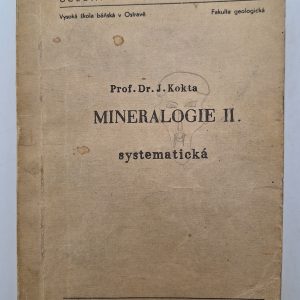 Vysoká škola báňská v Ostravě
Fakulta geologická
Prof. Dr. J. Kokta
MINERALOGIE II.
systematická